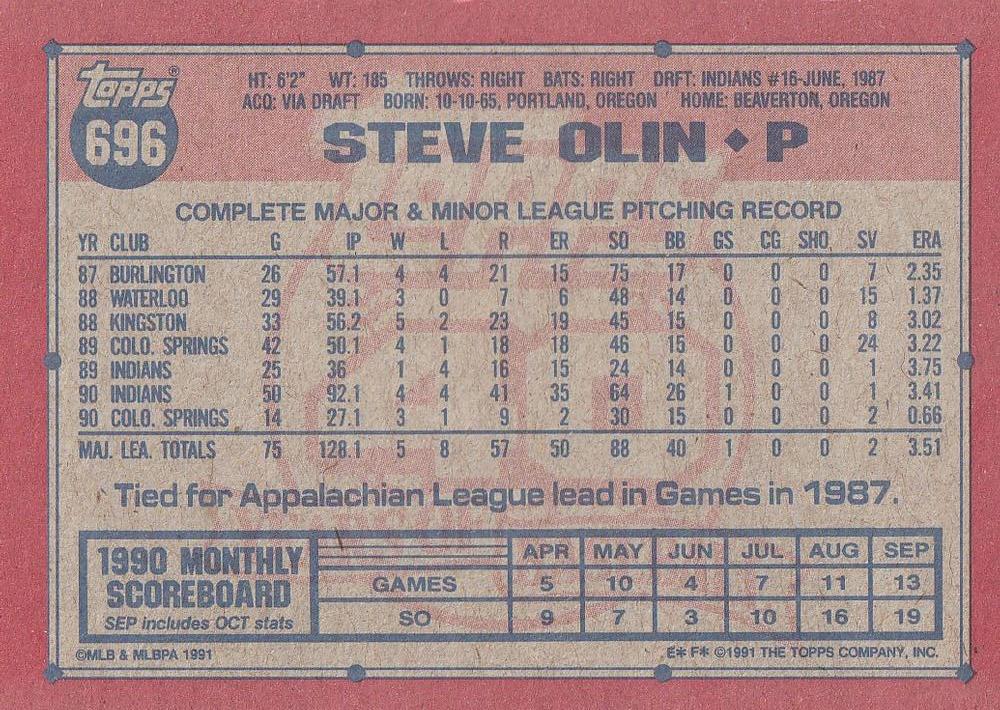 topps®
696
HT: 6'2" WT: 185 THROWS: RIGHT BATS: RIGHT DRFT: INDIANS #16-JUNE, 1987
ACQ: VIA DRAFT BORN: 10-10-65, PORTLAND, OREGON HOME: BEAVERTON, OREGON
STEVE OLIN ◆ P
COMPLETE MAJOR & MINOR LEAGUE PITCHING RECORD
YR CLUB G IP W L R ER SO BB GS CG SHO SV ERA
87 BURLINGTON 26 57.1 4 4 21 15 75 17 0 0 0 7 2.35
88 WATERLOO 29 39.1 3 0 7 6 48 14 0 0 0 15 1.37
88 KINGSTON 33 56.2 5 2 23 19 45 15 0 0 0 8 3.02
89 COLO. SPRINGS 42 50.1 4 1 18 18 46 15 0 0 0 24 3.22
89 INDIANS 25 36 1 4 16 15 24 14 0 0 0 1 3.75
90 INDIANS 50 92.1 4 4 41 35 64 26 1 0 0 1 3.41
90 COLO. SPRINGS 14 27.1 3 1 9 2 30 15 0 0 0 2 0.66
MAJ. LEA. TOTALS 75 128.1 5 8 57 50 88 40 1 0 0 2 3.51
Tied for Appalachian League lead in Games in 1987.
1990 MONTHLY
SCOREBOARD
SEP includes OCT stats
APR MAY JUN JUL AUG SEP
GAMES 5 10 4 7 11 13
SO 9 7 3 10 16 19
©MLB & MLBPA 1991
E* F* ©1991 THE TOPPS COMPANY, INC.